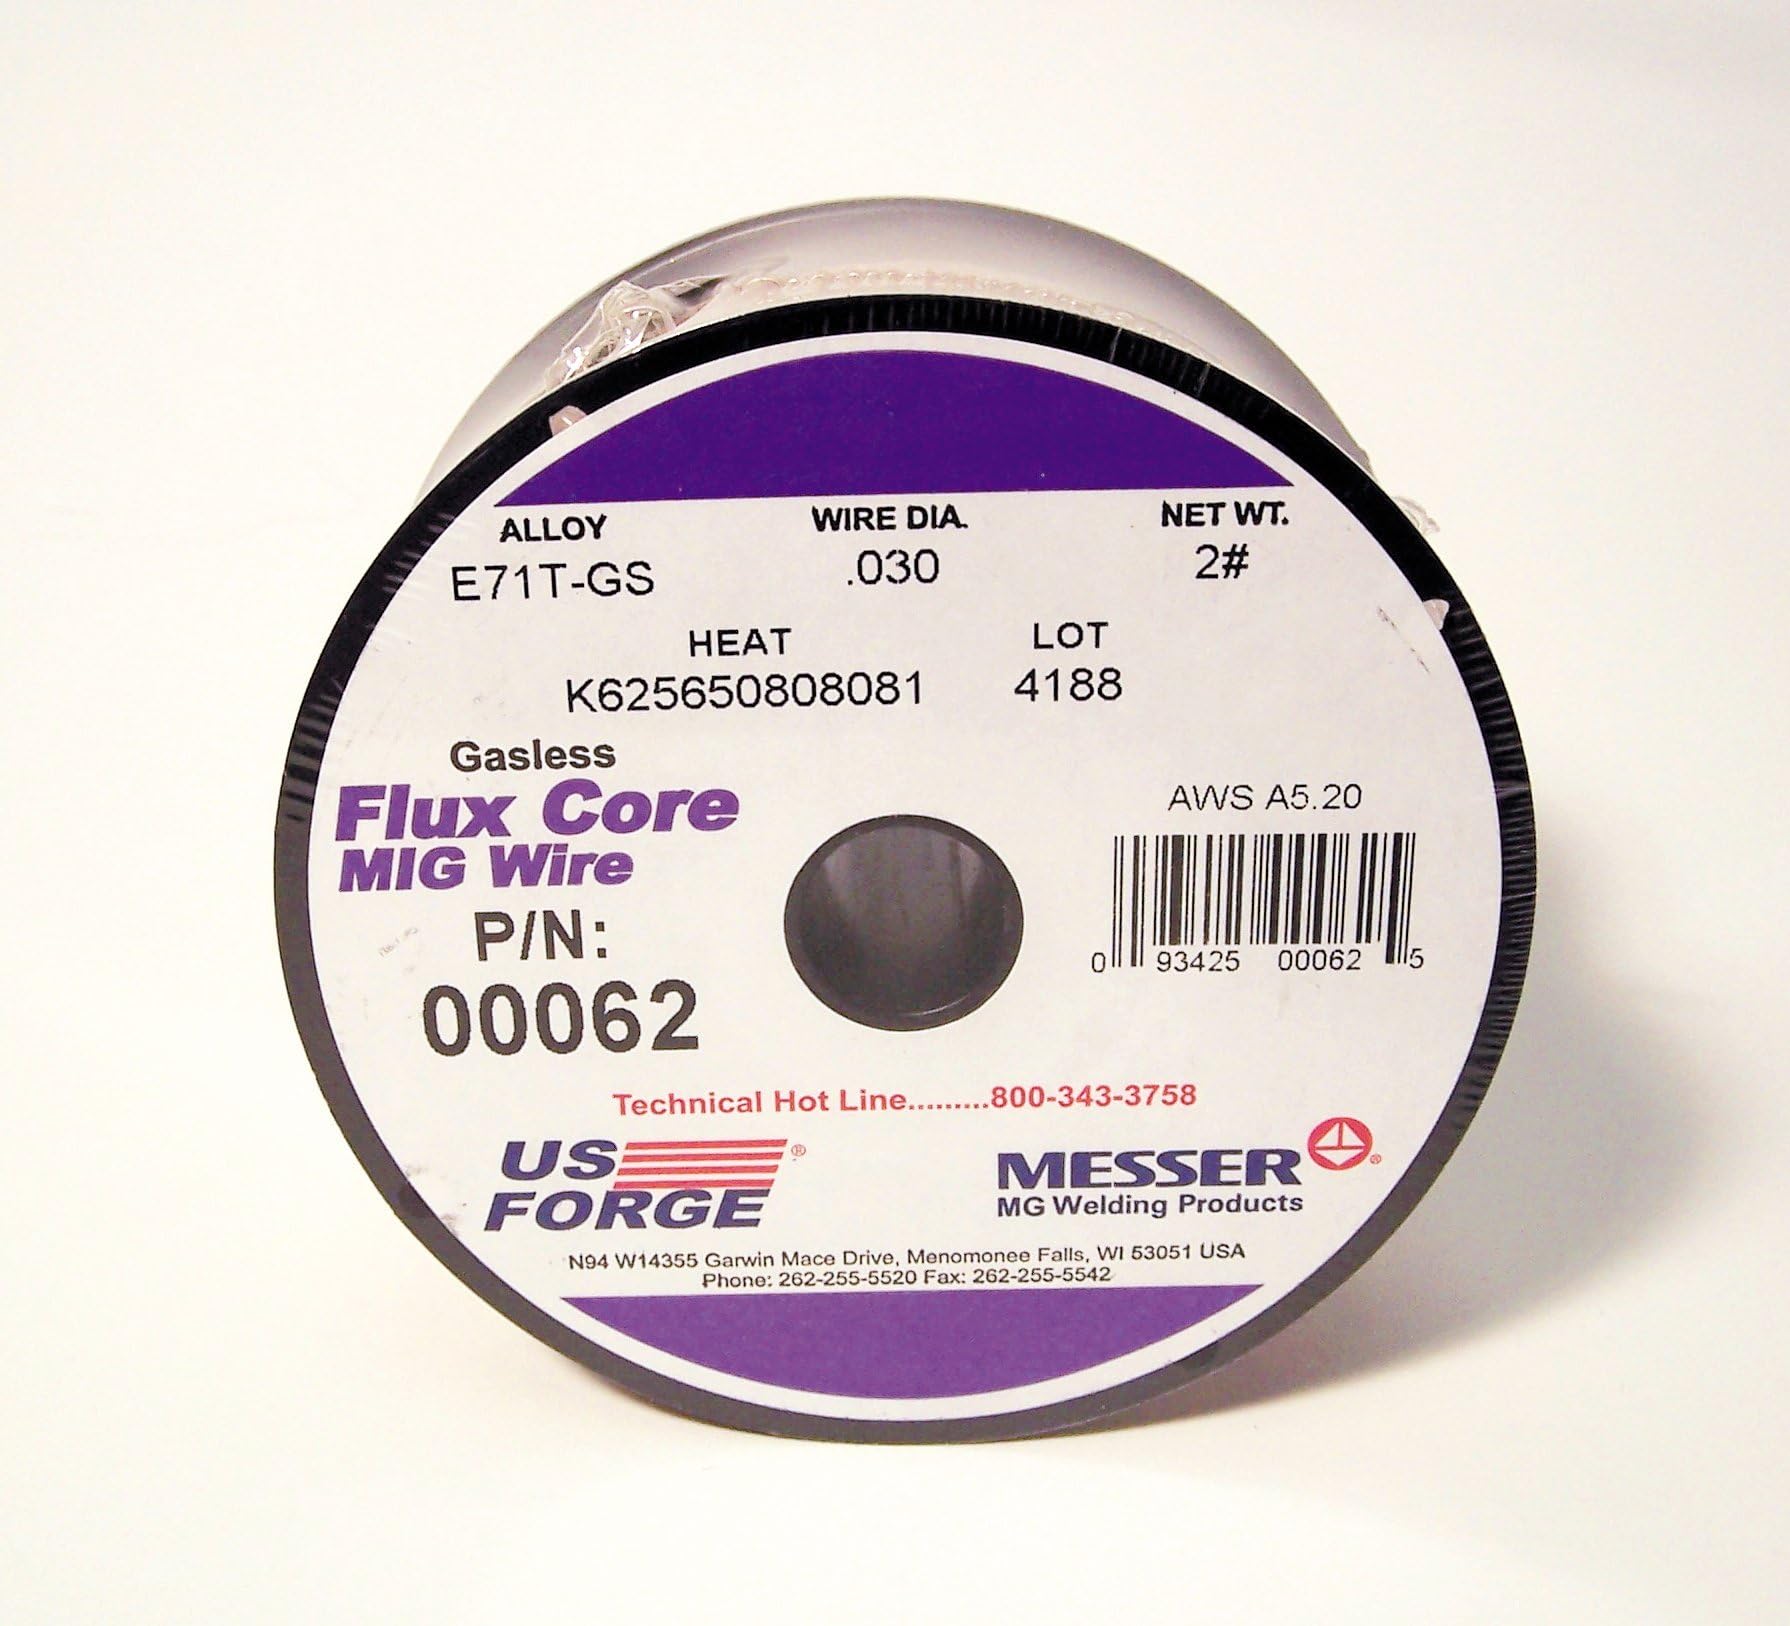 ALLOY WIRE DIA. NET WT.
E71T-GS .030 2#
HEAT LOT
K625650808081 4188
Gasless
Flux Core
MIG Wire
P/N:
00062
AWS A5.20
0 93425 00062 5
Technical Hot Line.........800-343-3758
US
FORGE
®
MESSER
®
MG Welding Products
N94 W14355 Garwin Mace Drive, Menomonee Falls, WI 53051 USA
Phone: 262-255-5520 Fax: 262-255-5542